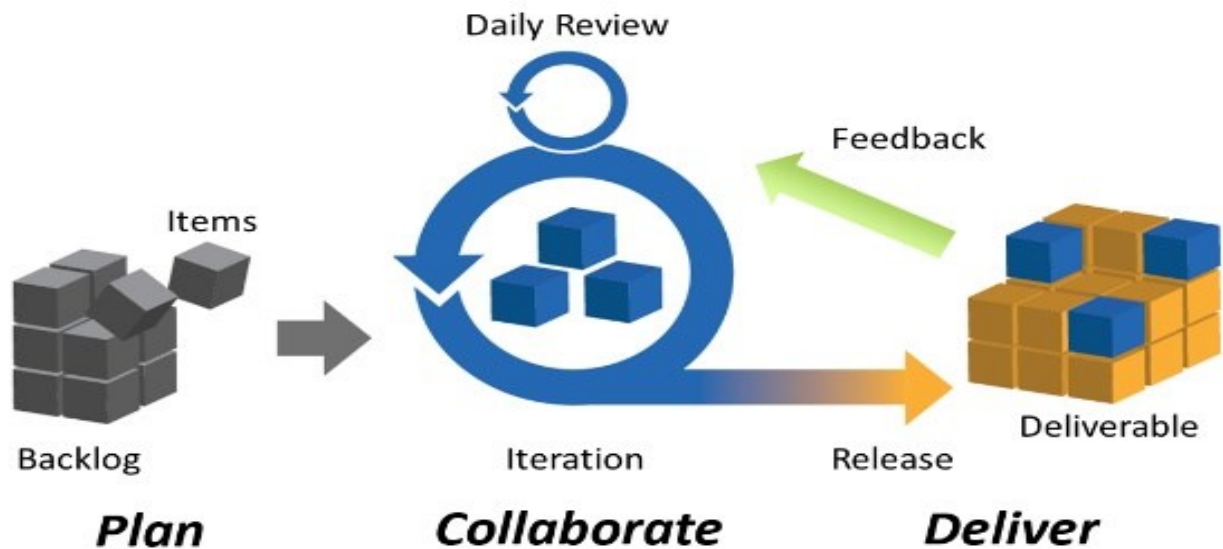 Daily Review
Feedback
Items
Deliverable
Backlog
Iteration
Release
Plan
Collaborate
Deliver